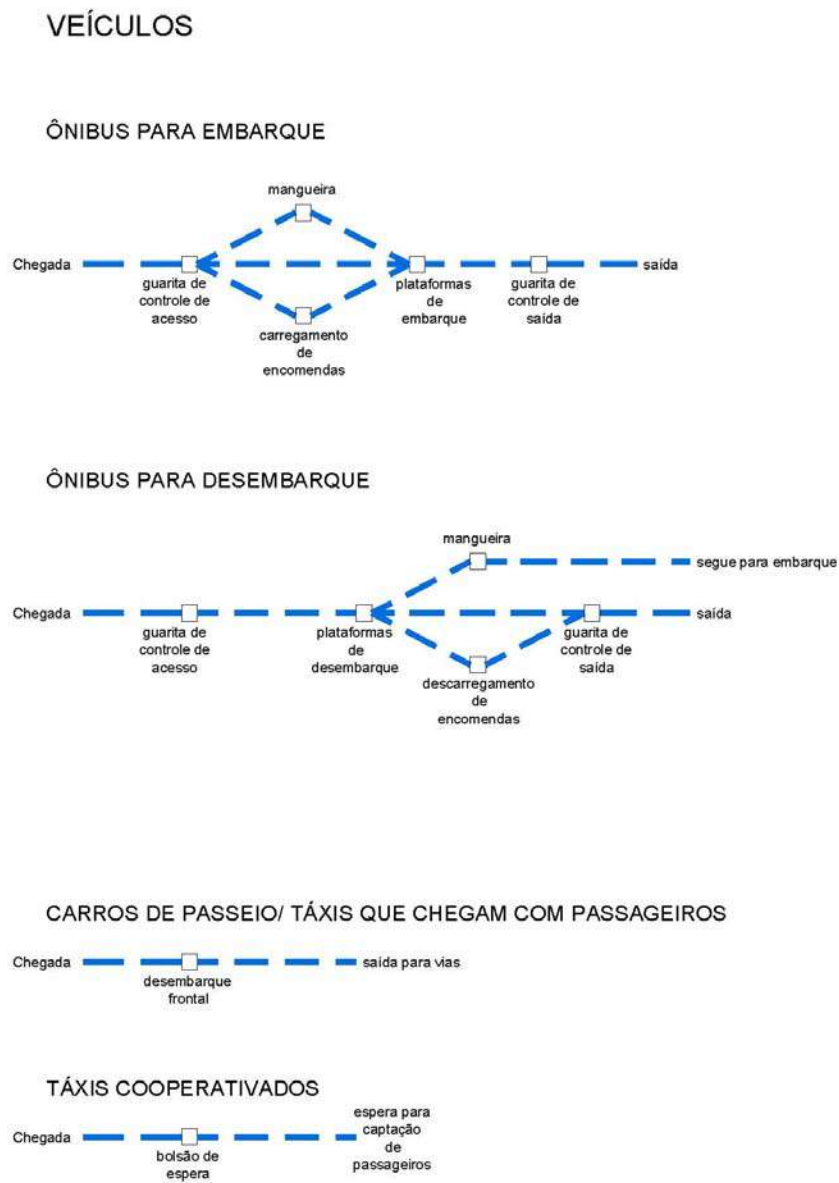 VEÍCULOS
ÔNIBUS PARA EMBARQUE
mangueira
Chegada
saída
guarita de
controle de
acesso
plataformas
de
embarque
guarita de
controle de
saída
carregamento
de
encomendas
ÔNIBUS PARA DESEMBARQUE
mangueira
segue para embarque
Chegada
saída
guarita de
controle de
acesso
plataformas
de
desembarque
guarita de
controle de
saída
descarregamento
de
encomendas
CARROS DE PASSEIO/ TÁXIS QUE CHEGAM COM PASSAGEIROS
Chegada
saída para vias
desembarque
frontal
TÁXIS COOPERATIVADOS
Chegada
espera para
captação
de
passageiros
bolsão de
espera